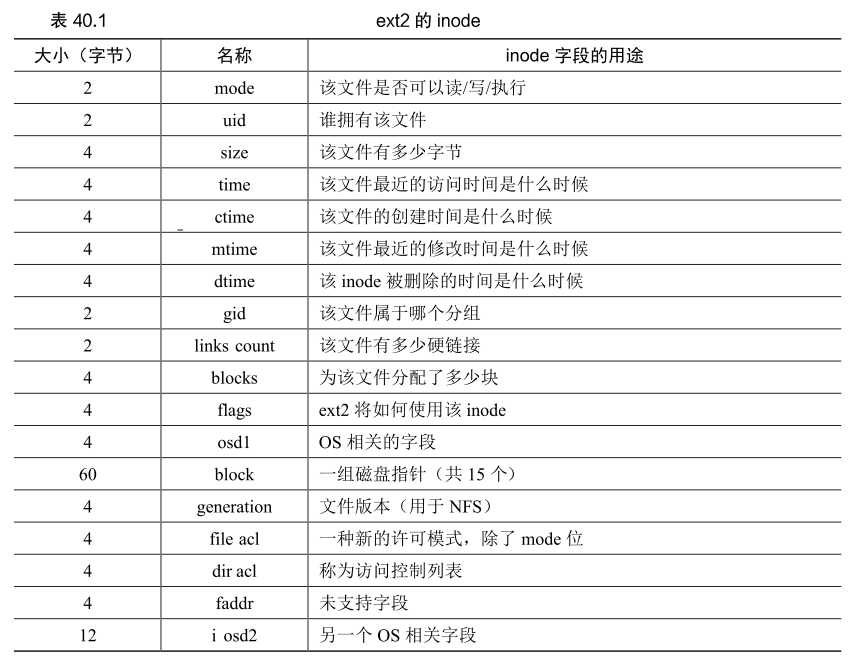 表 40.1 ext2 的 inode
大小（字节） 名称 inode 字段的用途
2 mode 该文件是否可以读/写/执行
2 uid 谁拥有该文件
4 size 该文件有多少字节
4 time 该文件最近的访问时间是什么时候
4 ctime 该文件的创建时间是什么时候
4 mtime 该文件最近的修改时间是什么时候
4 dtime 该 inode 被删除的时间是什么时候
2 gid 该文件属于哪个分组
2 links count 该文件有多少硬链接
4 blocks 为该文件分配了多少块
4 flags ext2 将如何使用该 inode
4 osd1 OS 相关的字段
60 block 一组磁盘指针（共 15 个）
4 generation 文件版本（用于 NFS）
4 file acl 一种新的许可模式，除了 mode 位
4 dir acl 称为访问控制列表
4 faddr 未支持字段
12 i osd2 另一个 OS 相关字段